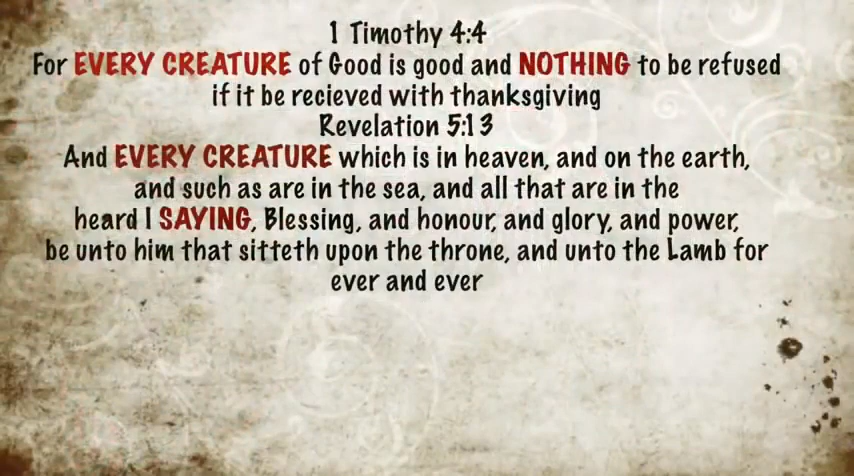 1 Timothy 4:4
For EVERY CREATURE of Good is good and NOTHING to be refused
if it be recieved with thanksgiving
Revelation 5:13
And EVERY CREATURE which is in heaven, and on the earth,
and such as are in the sea, and all that are in the
heard I SAYING, Blessing, and honour, and glory, and power,
be unto him that sitteth upon the throne, and unto the Lamb for
ever and ever